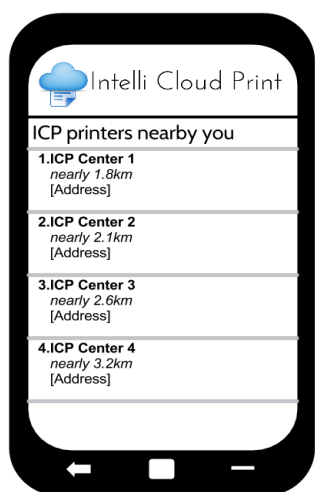 Intelli Cloud Print
ICP printers nearby you
1.ICP Center 1
nearly 1.8km
[Address]
2.ICP Center 2
nearly 2.1km
[Address]
3.ICP Center 3
nearly 2.6km
[Address]
4.ICP Center 4
nearly 3.2km
[Address]